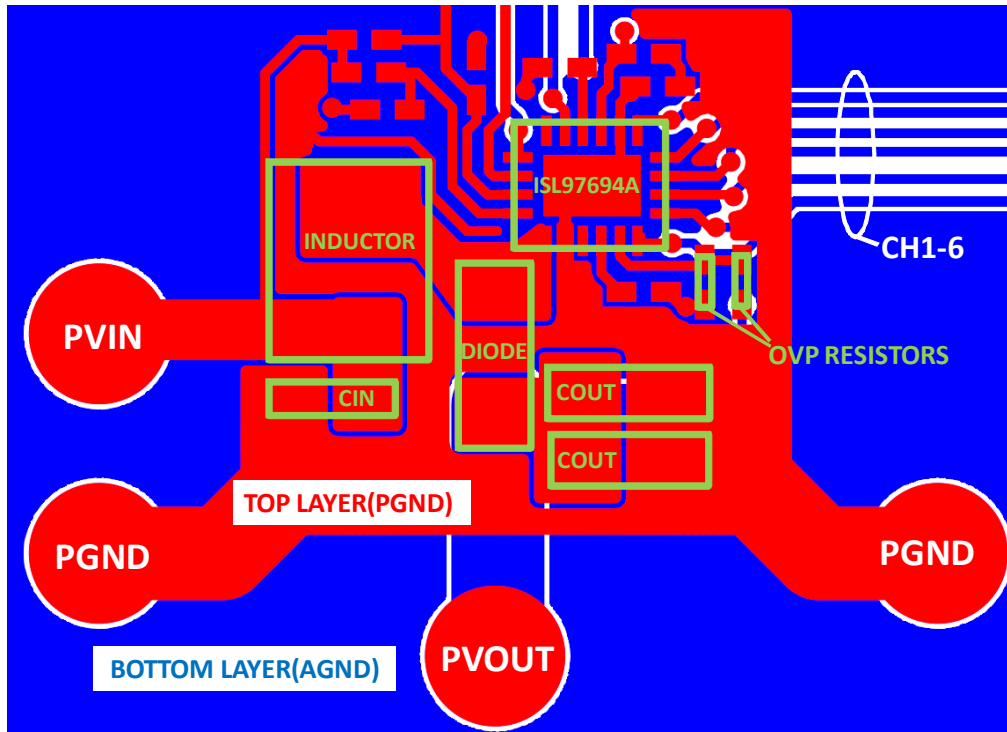 ISL97694A
INDUCTOR
CH1-6
PVIN
DIODE
OVP RESISTORS
CIN
COUT
COUT
TOP LAYER(PGND)
PGND
PGND
PVOUT
BOTTOM LAYER(AGND)